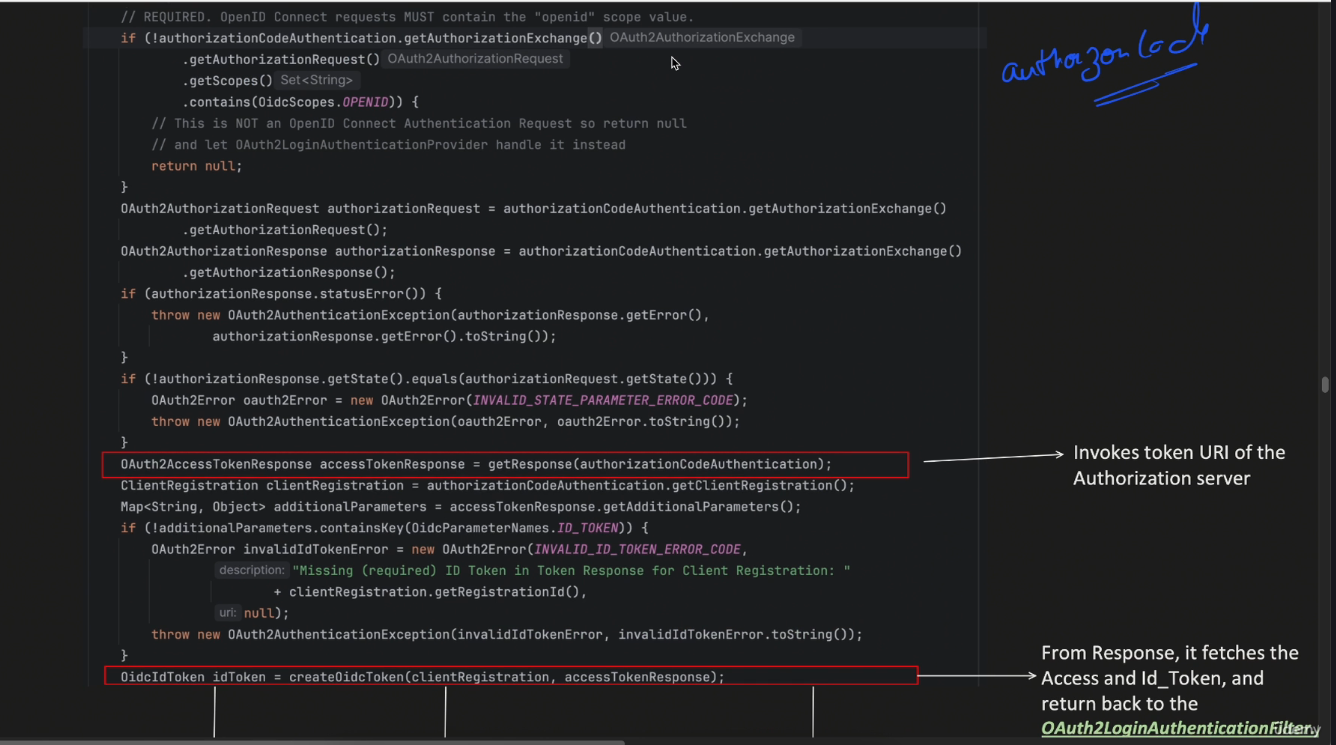 // REQUIRED. OpenID Connect requests MUST contain the "openid" scope value.
if (!authorizationCodeAuthentication.getAuthorizationExchange() OAuth2AuthorizationExchange
.getAuthorizationRequest() OAuth2AuthorizationRequest
.getScopes() Set<String>
.contains(OidcScopes.OPENID)) {
// This is NOT an OpenID Connect Authentication Request so return null
// and let OAuth2LoginAuthenticationProvider handle it instead
return null;
}
OAuth2AuthorizationRequest authorizationRequest = authorizationCodeAuthentication.getAuthorizationExchange()
.getAuthorizationRequest();
OAuth2AuthorizationResponse authorizationResponse = authorizationCodeAuthentication.getAuthorizationExchange()
.getAuthorizationResponse();
if (authorizationResponse.statusError()) {
throw new OAuth2AuthenticationException(authorizationResponse.getError(),
authorizationResponse.getError().toString());
}
if (!authorizationResponse.getState().equals(authorizationRequest.getState())) {
OAuth2Error oauth2Error = new OAuth2Error(INVALID_STATE_PARAMETER_ERROR_CODE);
throw new OAuth2AuthenticationException(oauth2Error, oauth2Error.toString());
}
OAuth2AccessTokenResponse accessTokenResponse = getResponse(authorizationCodeAuthentication);
ClientRegistration clientRegistration = authorizationCodeAuthentication.getClientRegistration();
Map<String, Object> additionalParameters = accessTokenResponse.getAdditionalParameters();
if (!additionalParameters.containsKey(OidcParameterNames.ID_TOKEN)) {
OAuth2Error invalidIdTokenError = new OAuth2Error(INVALID_ID_TOKEN_ERROR_CODE,
description: "Missing (required) ID Token in Token Response for Client Registration: "
+ clientRegistration.getRegistrationId(),
uri: null);
throw new OAuth2AuthenticationException(invalidIdTokenError, invalidIdTokenError.toString());
}
OidcIdToken idToken = createOidcToken(clientRegistration, accessTokenResponse);
Invokes token URI of the
Authorization server
From Response, it fetches the
Access and Id_Token, and
return back to the
OAuth2LoginAuthenticationFilter.